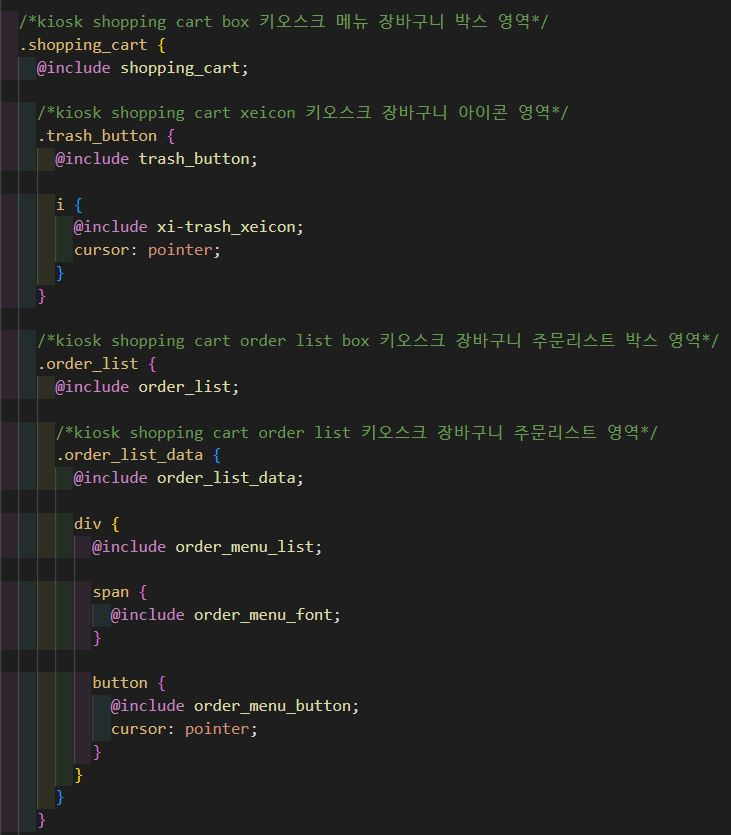 /*kiosk shopping cart box 키오스크 메뉴 장바구니 박스 영역*/
.shopping_cart {
@include shopping_cart;
/*kiosk shopping cart xeicon 키오스크 장바구니 아이콘 영역*/
.trash_button {
@include trash_button;
i {
@include xi-trash_xeicon;
cursor: pointer;
}
}
/*kiosk shopping cart order list box 키오스크 장바구니 주문리스트 박스 영역*/
.order_list {
@include order_list;
/*kiosk shopping cart order list 키오스크 장바구니 주문리스트 영역*/
.order_list_data {
@include order_list_data;
div {
@include order_menu_list;
span {
@include order_menu_font;
}
button {
@include order_menu_button;
cursor: pointer;
}
}
}
}